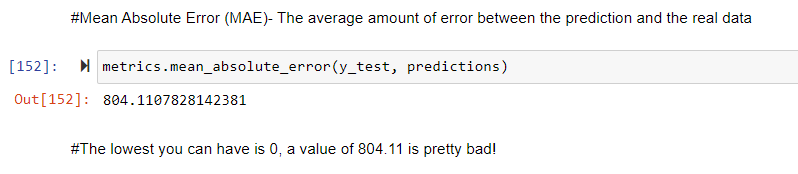 #Mean Absolute Error (MAE)- The average amount of error between the prediction and the real data
[152]: metrics.mean_absolute_error(y_test, predictions)
Out[152]: 804.1107828142381
#The lowest you can have is 0, a value of 804.11 is pretty bad!